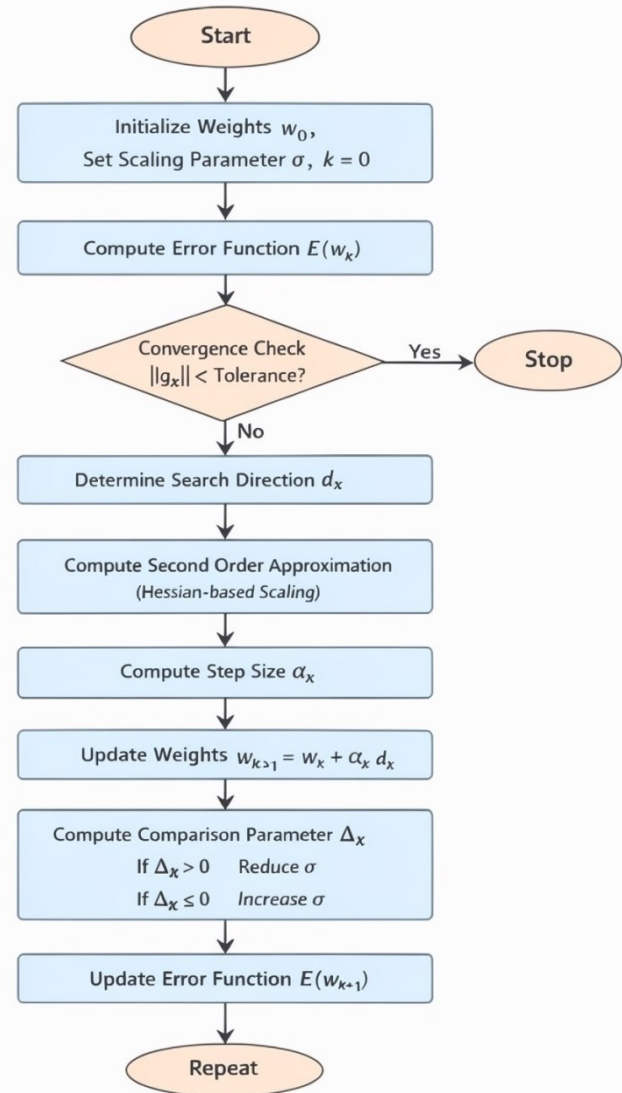 Start
Initialize Weights w₀,
Set Scaling Parameter σ, k = 0
Compute Error Function E(wₖ)
Convergence Check
||gₓ|| < Tolerance?
Yes
Stop
No
Determine Search Direction dₓ
Compute Second Order Approximation
(Hessian-based Scaling)
Compute Step Size αₓ
Update Weights wₖ﹥₁ = wₖ + αₖ dₓ
Compute Comparison Parameter Δₓ
If Δₓ > 0 Reduce σ
If Δₓ ≤ 0 Increase σ
Update Error Function E(wₖ₊₁)
Repeat